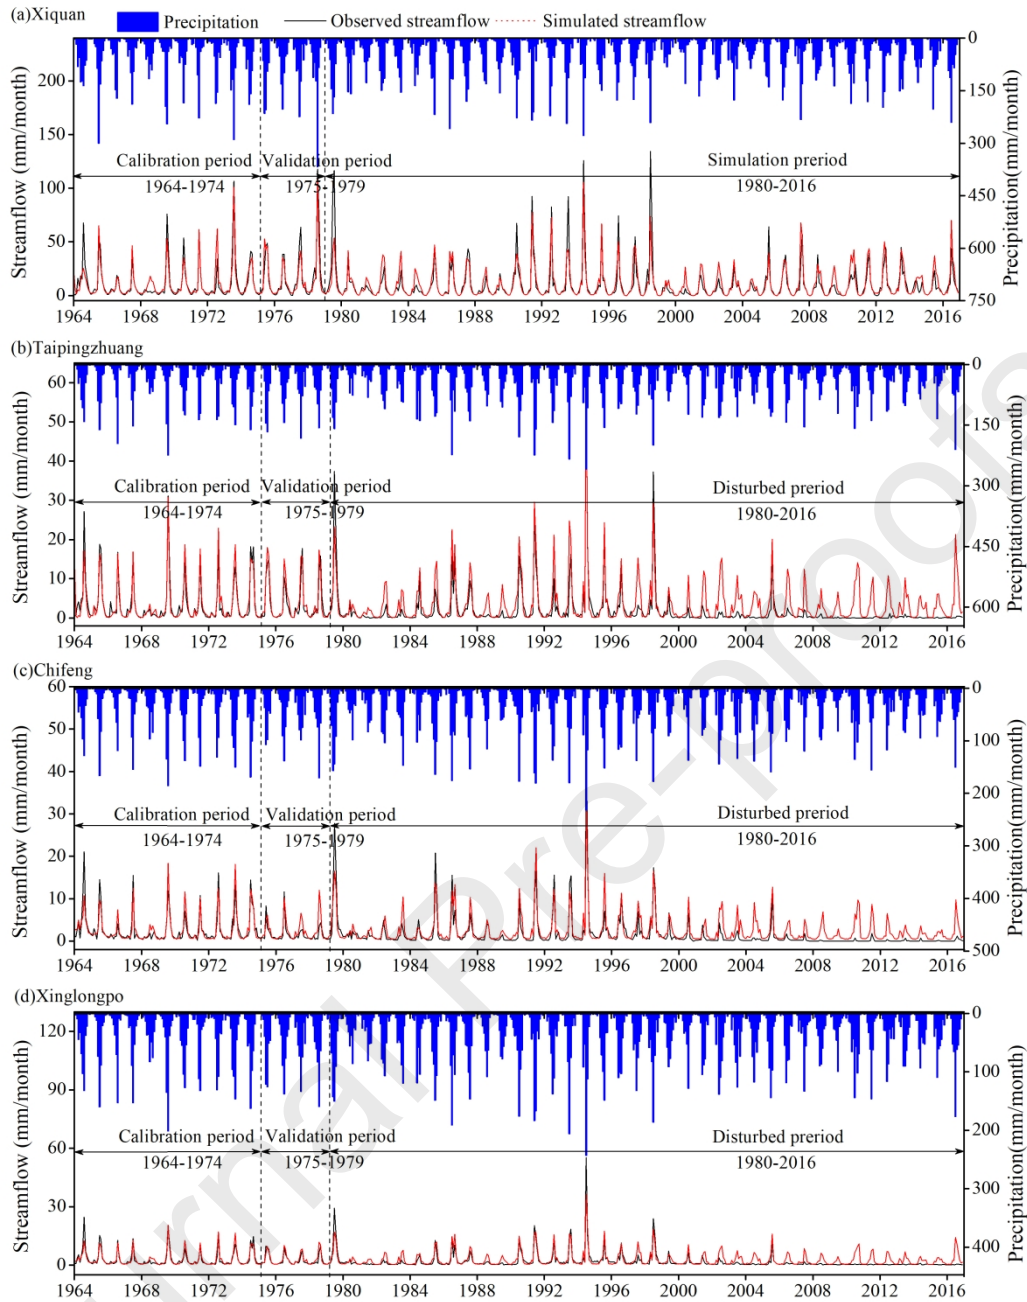 (a)Xiquan
Precipitation Observed streamflow Simulated streamflow
200
150
100
50
0
Streamflow (mm/month)
0
150
300
450
600
750
Precipitation(mm/month)
Calibration period Validation period Simulation preriod
1964-1974 1975-1979 1980-2016
1964 1968 1972 1976 1980 1984 1988 1992 1996 2000 2004 2008 2012 2016
(b)Taipingzhuang
60
50
40
30
20
10
0
Streamflow (mm/month)
0
150
300
450
600
Precipitation(mm/month)
Calibration period Validation period Disturbed preriod
1964-1974 1975-1979 1980-2016
1964 1968 1972 1976 1980 1984 1988 1992 1996 2000 2004 2008 2012 2016
(c)Chifeng
60
50
40
30
20
10
0
Streamflow (mm/month)
0
100
200
300
400
500
Precipitation(mm/month)
Calibration period Validation period Disturbed preriod
1964-1974 1975-1979 1980-2016
1964 1968 1972 1976 1980 1984 1988 1992 1996 2000 2004 2008 2012 2016
(d)Xinglongpo
120
90
60
30
0
Streamflow (mm/month)
0
100
200
300
400
Precipitation(mm/month)
Calibration period Validation period Disturbed preriod
1964-1974 1975-1979 1980-2016
1964 1968 1972 1976 1980 1984 1988 1992 1996 2000 2004 2008 2012 2016
rnal Pre-proofs